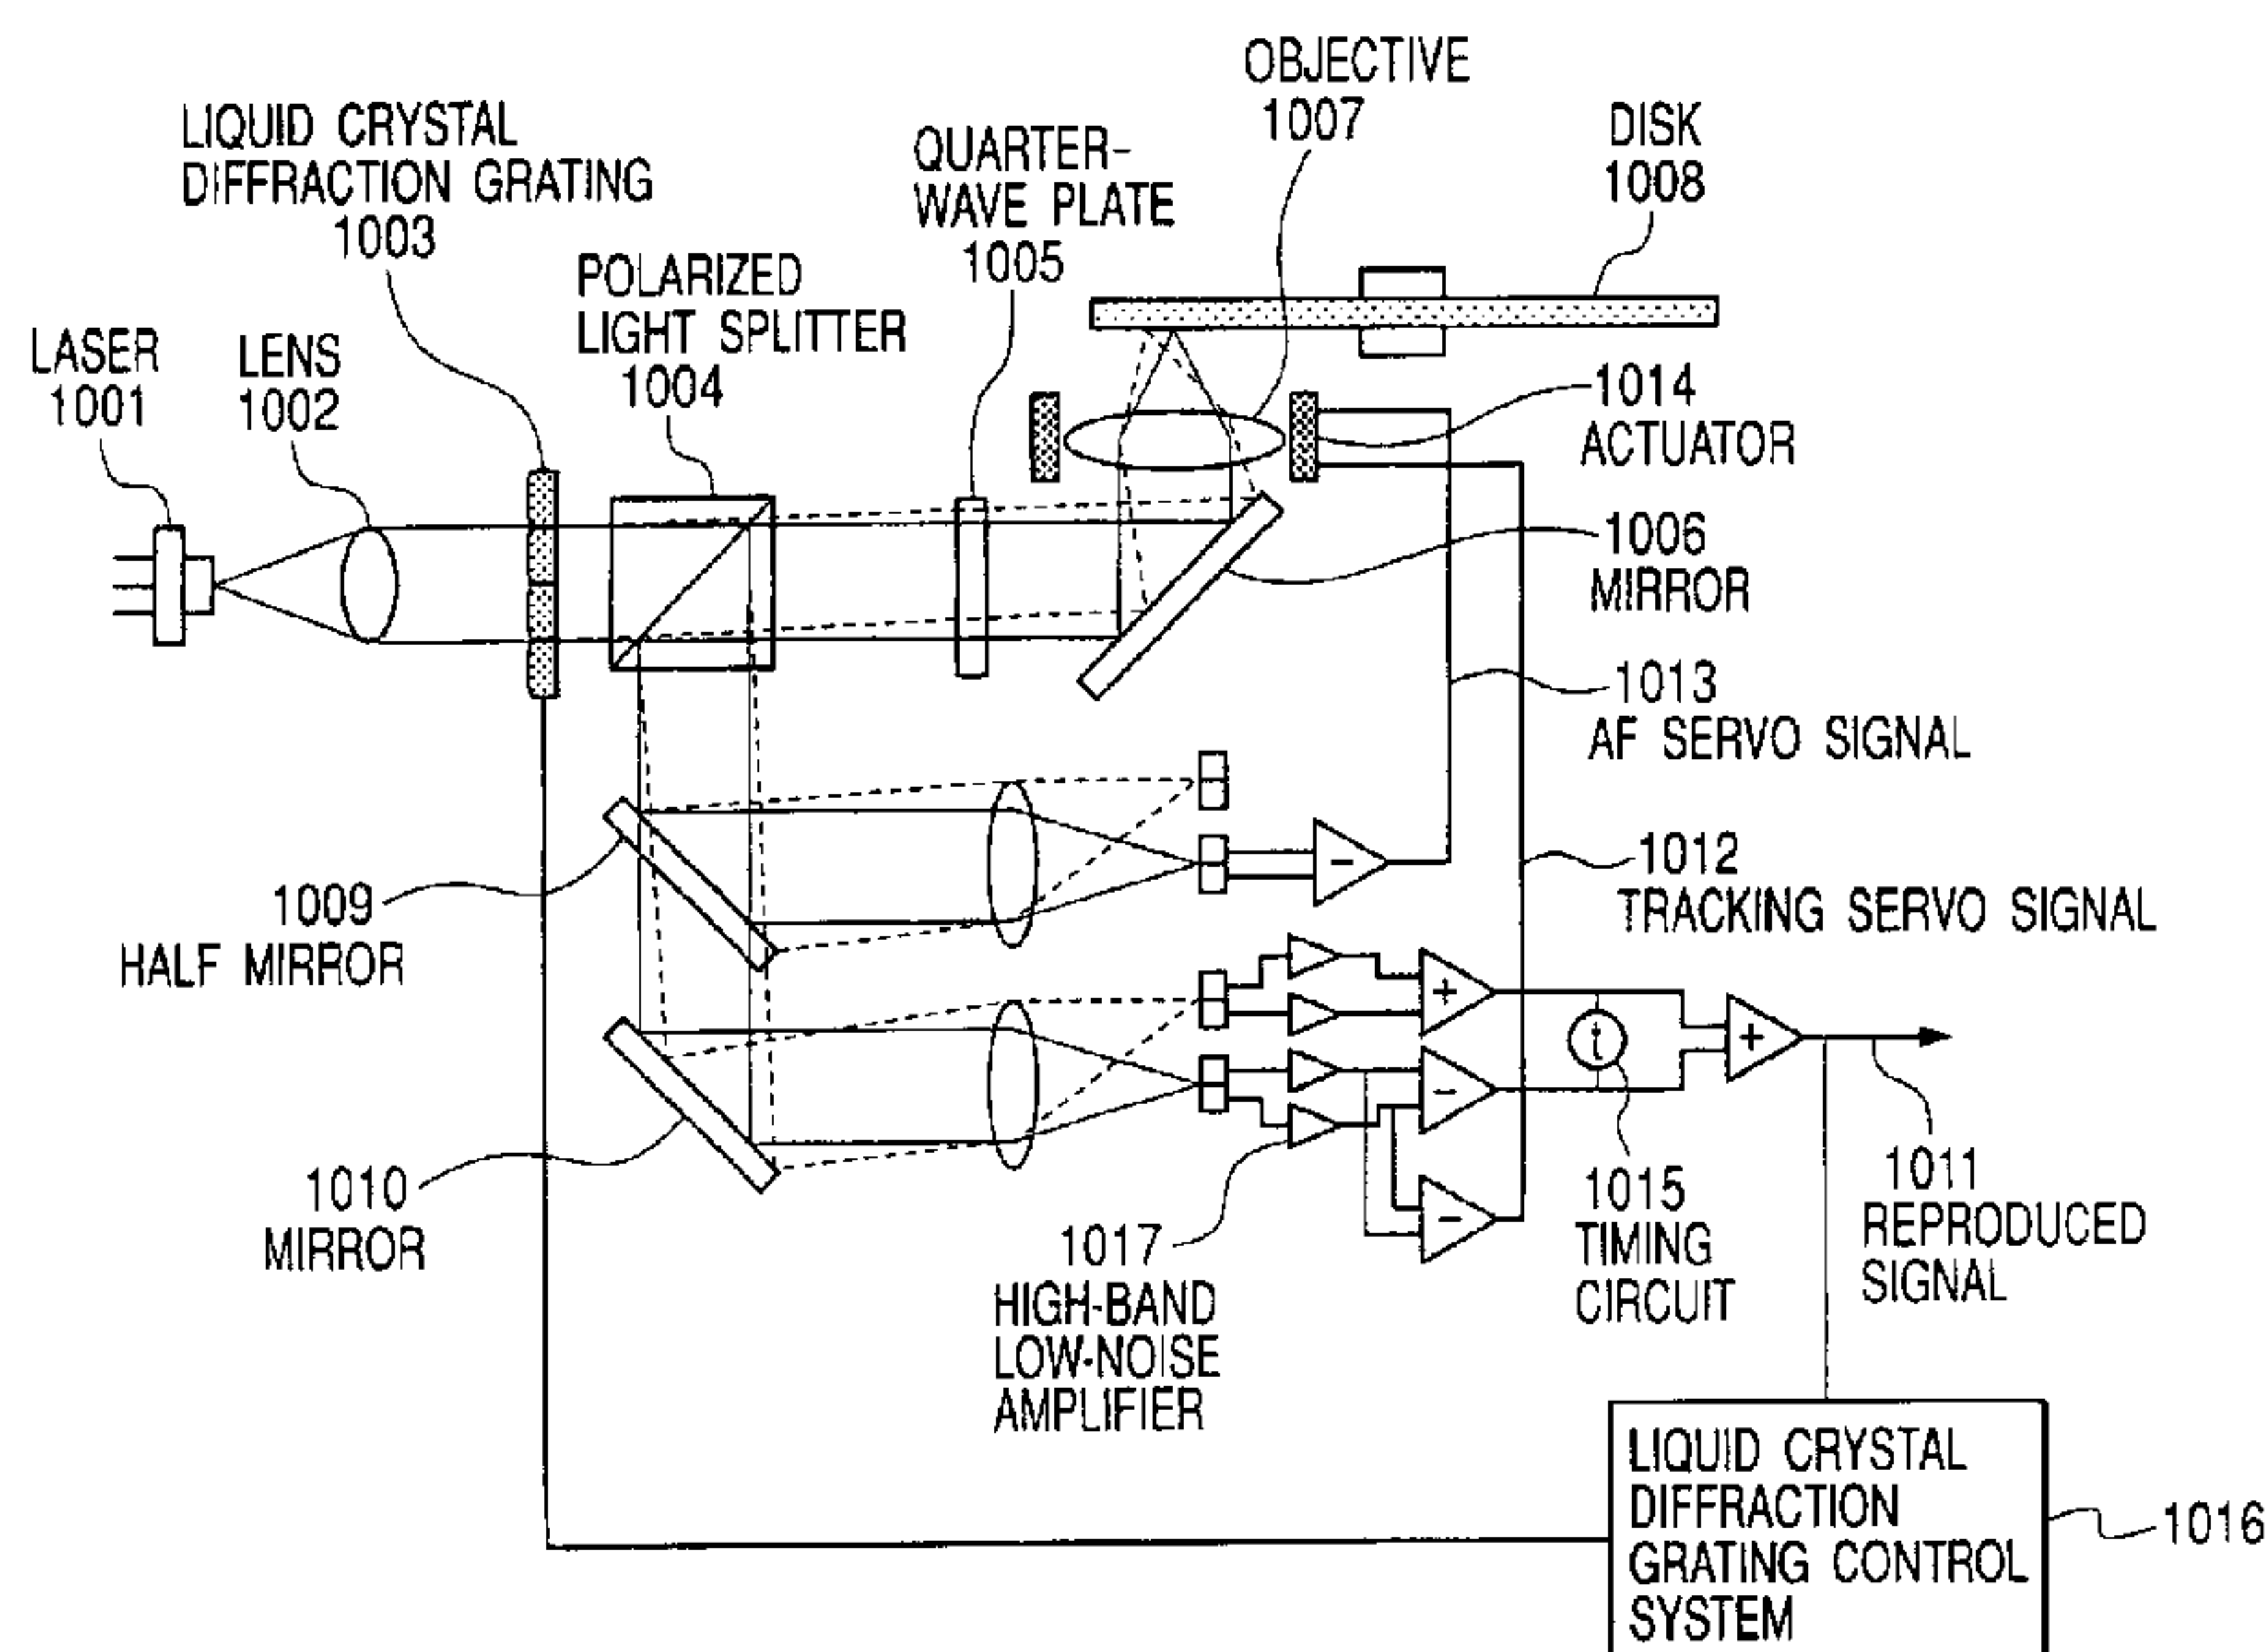 OBJECTIVE
1007
LIQUID CRYSTAL
DIFFRACTION GRATING
1003
QUARTER-
WAVE PLATE
1005
DISK
1008
POLARIZED
LIGHT SPLITTER
1004
LASER
1001
LENS
1002
1014
ACTUATOR
1006
MIRROR
1013
AF SERVO SIGNAL
-
1012
TRACKING SERVO SIGNAL
1009
HALF MIRROR
+
t
+
-
-
1010
MIRROR
1017
HIGH-BAND
LOW-NOISE
AMPLIFIER
1015
TIMING
CIRCUIT
1011
REPRODUCED
SIGNAL
LIQUID CRYSTAL
DIFFRACTION
GRATING CONTROL
SYSTEM
1016